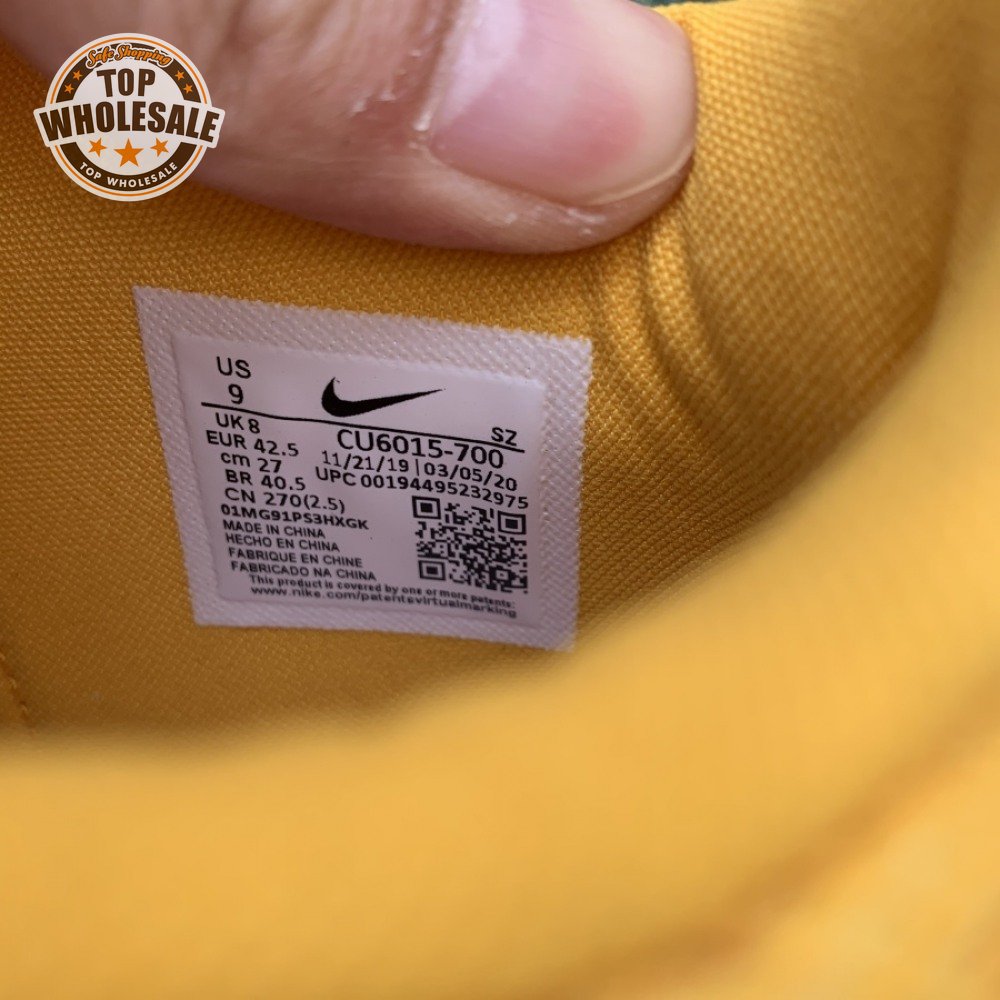 Safe Shopping
TOP
WHOLESALE
TOP WHOLESALE
US
9
SZ
UK 8
EUR 42.5
cm 27
BR 40.5
CN 270(2.5)
CU6015-700
11/21/19 | 03/05/20
UPC 00194495232975
01MG91PS3HXGK
MADE IN CHINA
HECHO EN CHINA
FABRIQUE EN CHINE
FABRICADO NA CHINA
This product is covered by one or more patents:
www.nike.com/patentsvirtualmarking